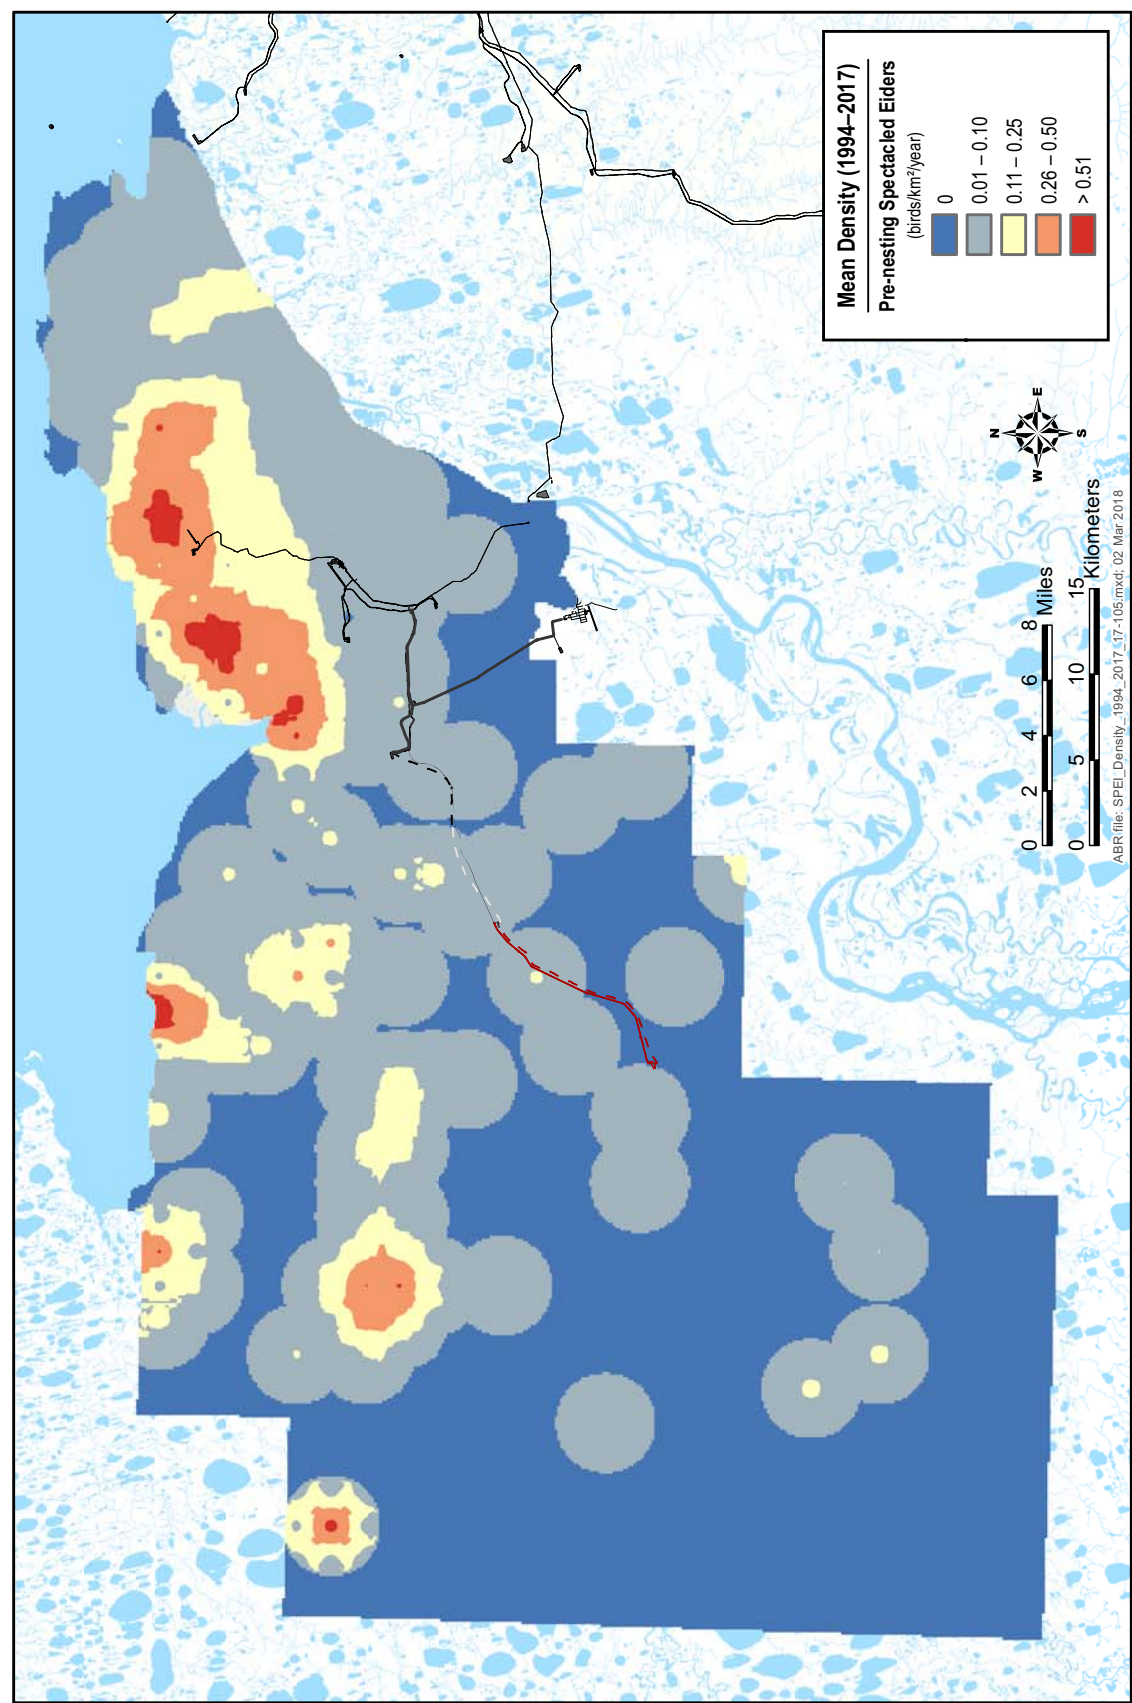 Mean Density (1994–2017)
Pre-nesting Spectacled Eiders
(birds/km²/year)
0
0.01 – 0.10
0.11 – 0.25
0.26 – 0.50
> 0.51
N
W E
S
0 2 4 6 8 Miles
0 5 10 15 Kilometers
ABR file: SPEI_Density_1994_2017_17-105.mxd; 02 Mar 2018